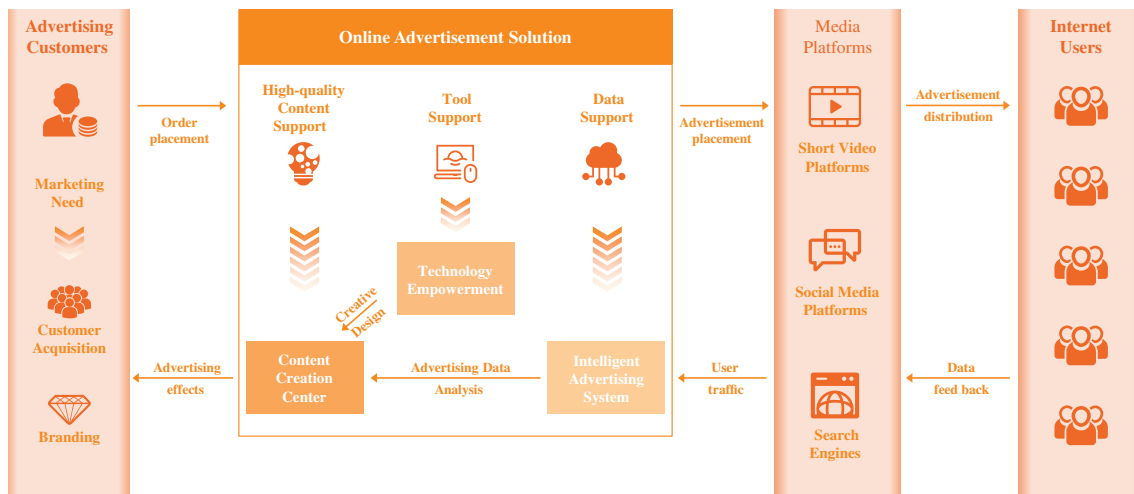 Advertising
Customers
Marketing
Need
Customer
Acquisition
Branding
Order
placement
Advertising
effects
Online Advertisement Solution
High-quality
Content
Support
Tool
Support
Data
Support
Technology
Empowerment
Creative
Design
Content
Creation
Center
Advertising Data
Analysis
Intelligent
Advertising
System
Advertisement
placement
User
traffic
Media
Platforms
Short Video
Platforms
Social Media
Platforms
Search
Engines
Advertisement
distribution
Data
feed back
Internet
Users